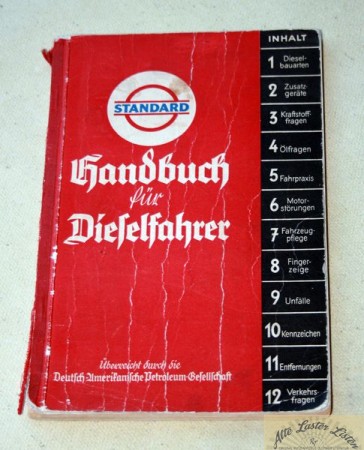 STANDARD
Handbuch
für
Dieselfahrer
Überreicht durch die
Deutsch-Amerikanische Petroleum-Gesellschaft
INHALT
1 Diesel-
bauarten
2 Zusatz-
geräte
3 Kraftstoff-
fragen
4 Ölfragen
5 Fahrpraxis
6 Motor-
störungen
7 Fahrzeug-
pflege
8 Finger-
zeige
9 Unfälle
10 Kennzeichen
11 Entfernungen
12 Verkehrs-
fragen
Alte Laster Listen